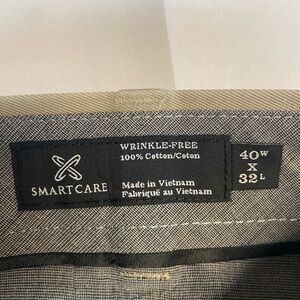 SMARTCARE
WRINKLE-FREE
100% Cotton/Coton
Made in Vietnam
Fabriqué au Vietnam
40W
X
32L